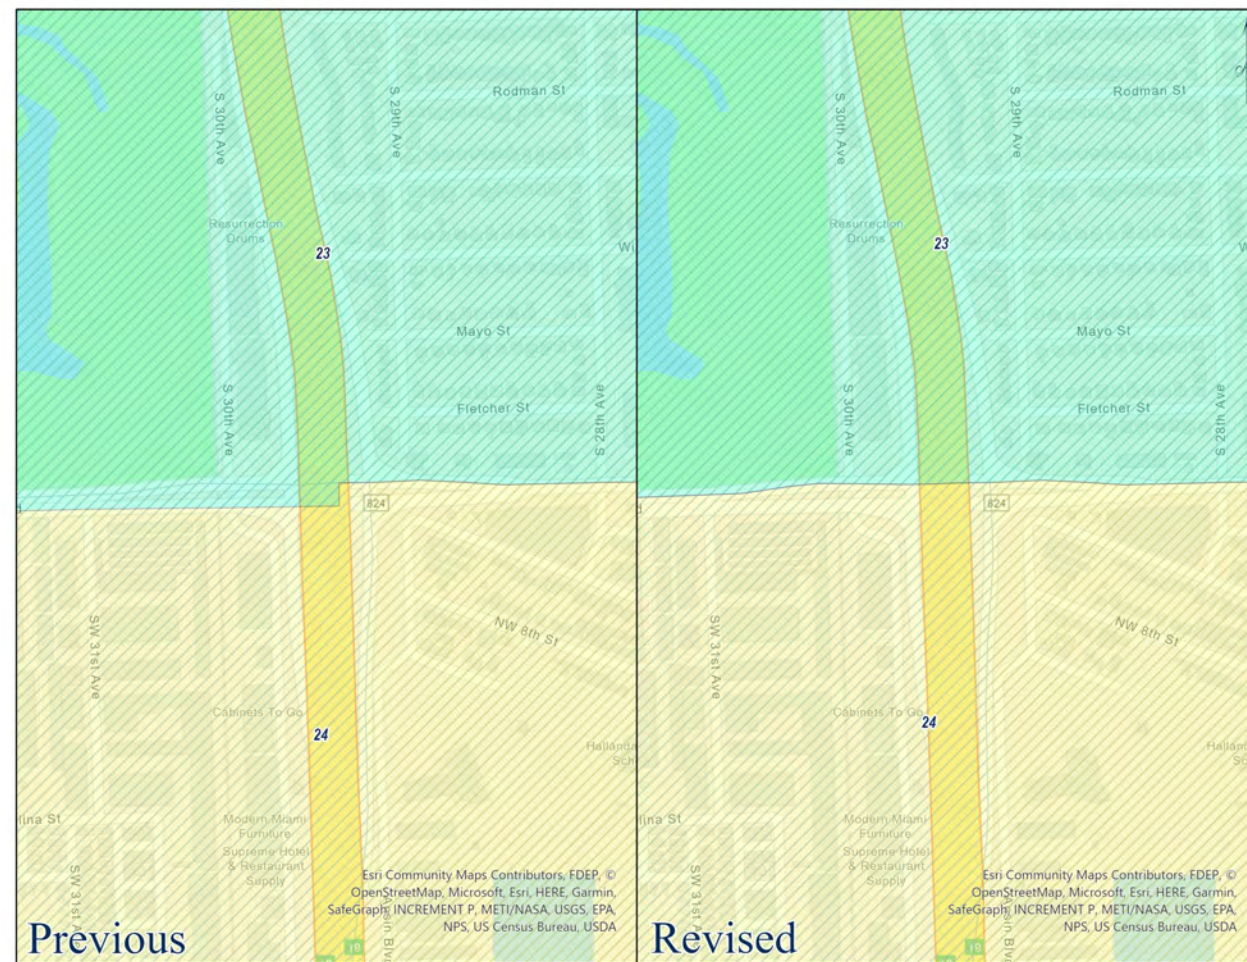 S 30th Ave
S 29th Ave
Rodman St
Resurrection
Drums
23
Mayo St
Fletcher St
S 30th Ave
S 28th Ave
824
SW 31st Ave
NW 8th St
Cabinets To Go
24
Modern Miami
Furniture
Supreme Hotel
& Restaurant
Supply
Esri Community Maps Contributors, FDEP, ©
OpenStreetMap, Microsoft, Esri, HERE, Garmin,
SafeGraph, INCREMENT P, METI/NASA, USGS, EPA,
NPS, US Census Bureau, USDA
Previous
S 30th Ave
S 29th Ave
Rodman St
Resurrection
Drums
23
Mayo St
Fletcher St
S 30th Ave
S 28th Ave
824
SW 31st Ave
NW 8th St
Cabinets To Go
24
Modern Miami
Furniture
Supreme Hotel
& Restaurant
Supply
Esri Community Maps Contributors, FDEP, ©
OpenStreetMap, Microsoft, Esri, HERE, Garmin,
SafeGraph, INCREMENT P, METI/NASA, USGS, EPA,
NPS, US Census Bureau, USDA
Revised